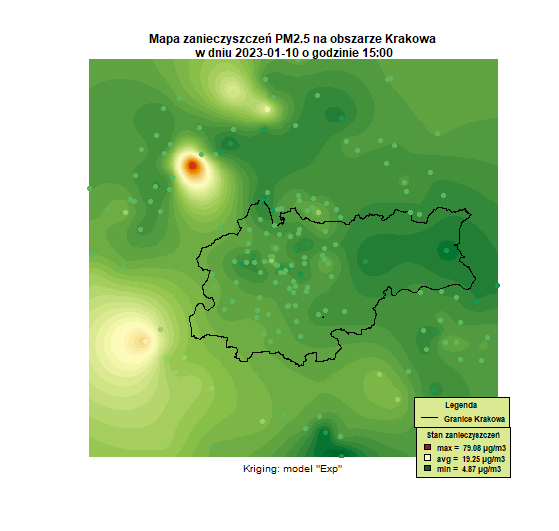 Mapa zanieczyszczeń PM2.5 na obszarze Krakowa
w dniu 2023-01-10 o godzinie 15:00
Legenda
Granice Krakowa
Stan zanieczyszczeń
max = 79.08 µg/m3
avg = 19.25 µg/m3
min = 4.87 µg/m3
Kriging: model "Exp"